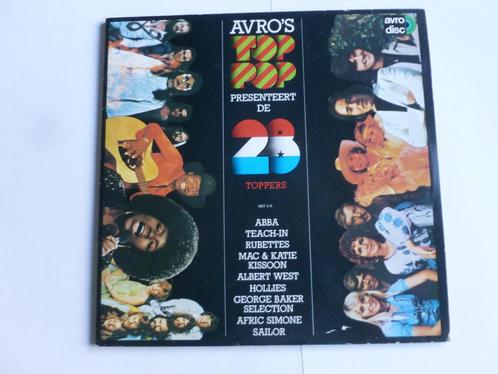 AVRO'S
TOP
POP
PRESENTEERT
DE
28
TOPPERS
MET O.A.
ABBA
TEACH-IN
RUBETTES
MAC & KATIE
KISSOON
ALBERT WEST
HOLLIES
GEORGE BAKER
SELECTION
AFRIC SIMONE
SAILOR
avro
disc